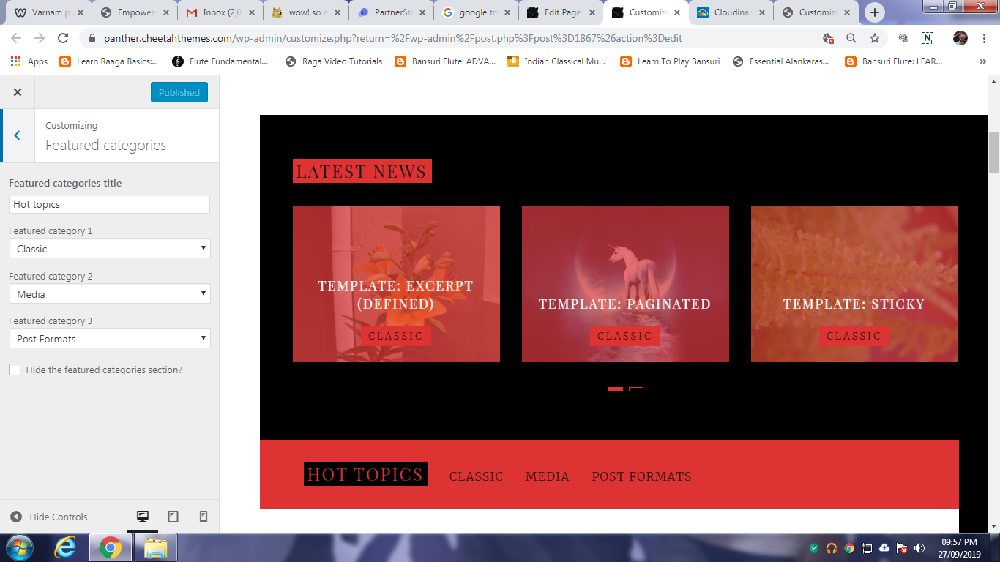 Varnam p
Empower
Inbox (2,0
wow! so r
PartnerSt
google tra
Edit Page
Customiz
Cloudinar
Customiz
panther.cheetahthemes.com/wp-admin/customize.php?return=%2Fwp-admin%2Fpost.php%3Fpost%3D1867%26action%3Dedit
Apps
Learn Raaga Basics:...
Flute Fundamental...
Raga Video Tutorials
Bansuri Flute: ADVA...
Indian Classical Mu...
Learn To Play Bansuri
Essential Alankaras...
Bansuri Flute: LEAR...
Published
Customizing
Featured categories
Featured categories title
Hot topics
Featured category 1
Classic
Featured category 2
Media
Featured category 3
Post Formats
Hide the featured categories section?
Hide Controls
LATEST NEWS
TEMPLATE: EXCERPT
(DEFINED)
CLASSIC
TEMPLATE: PAGINATED
CLASSIC
TEMPLATE: STICKY
CLASSIC
HOT TOPICS
CLASSIC
MEDIA
POST FORMATS
09:57 PM
27/09/2019